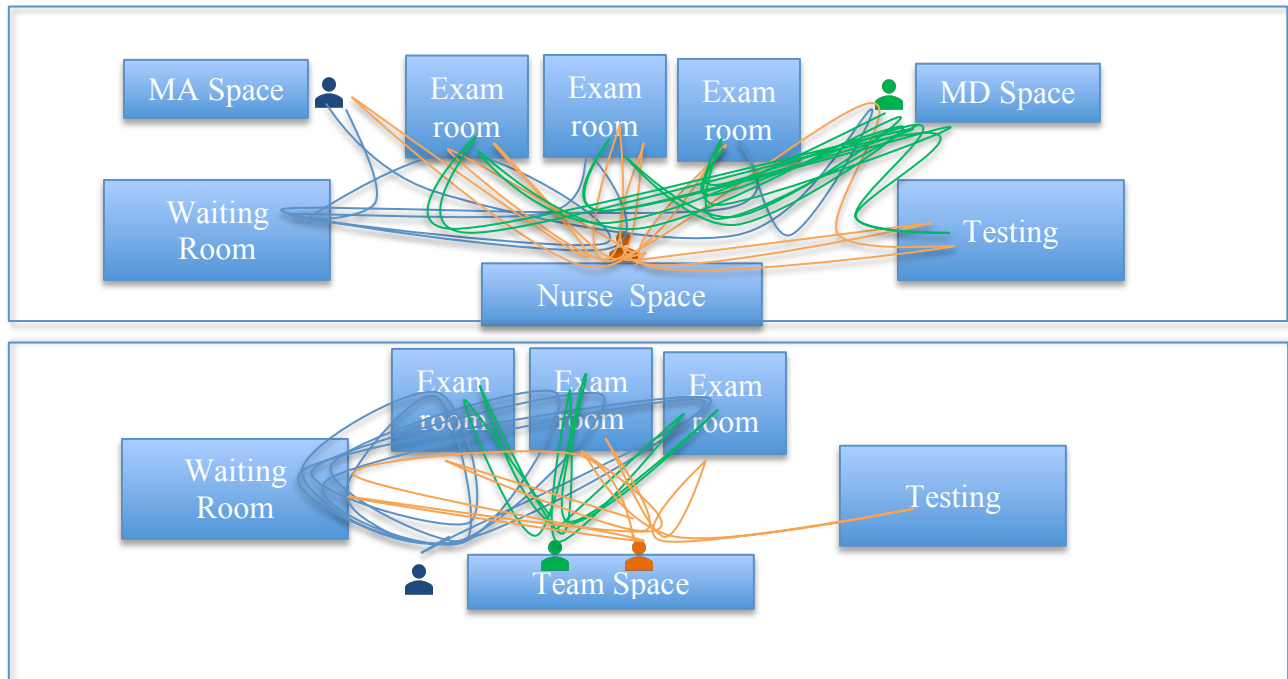 MA Space
Exam
room
Exam
room
Exam
room
MD Space
Waiting
Room
Testing
Nurse Space
Exam
room
Exam
room
Exam
room
Waiting
Room
Testing
Team Space